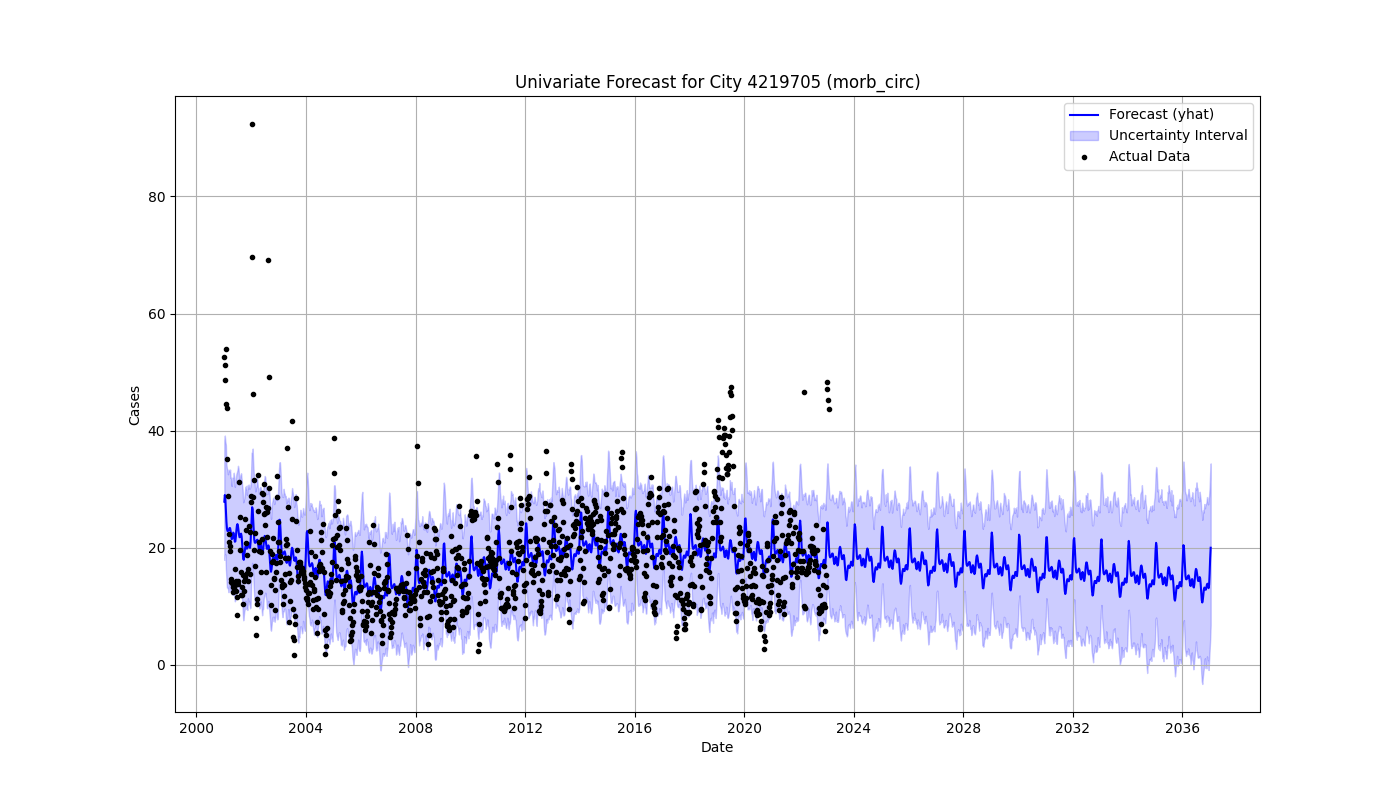 Univariate Forecast for City 4219705 (morb_circ)
Forecast (yhat)
Uncertainty Interval
Actual Data
Cases
80
60
40
20
0
2000 2004 2008 2012 2016 2020 2024 2028 2032 2036
Date